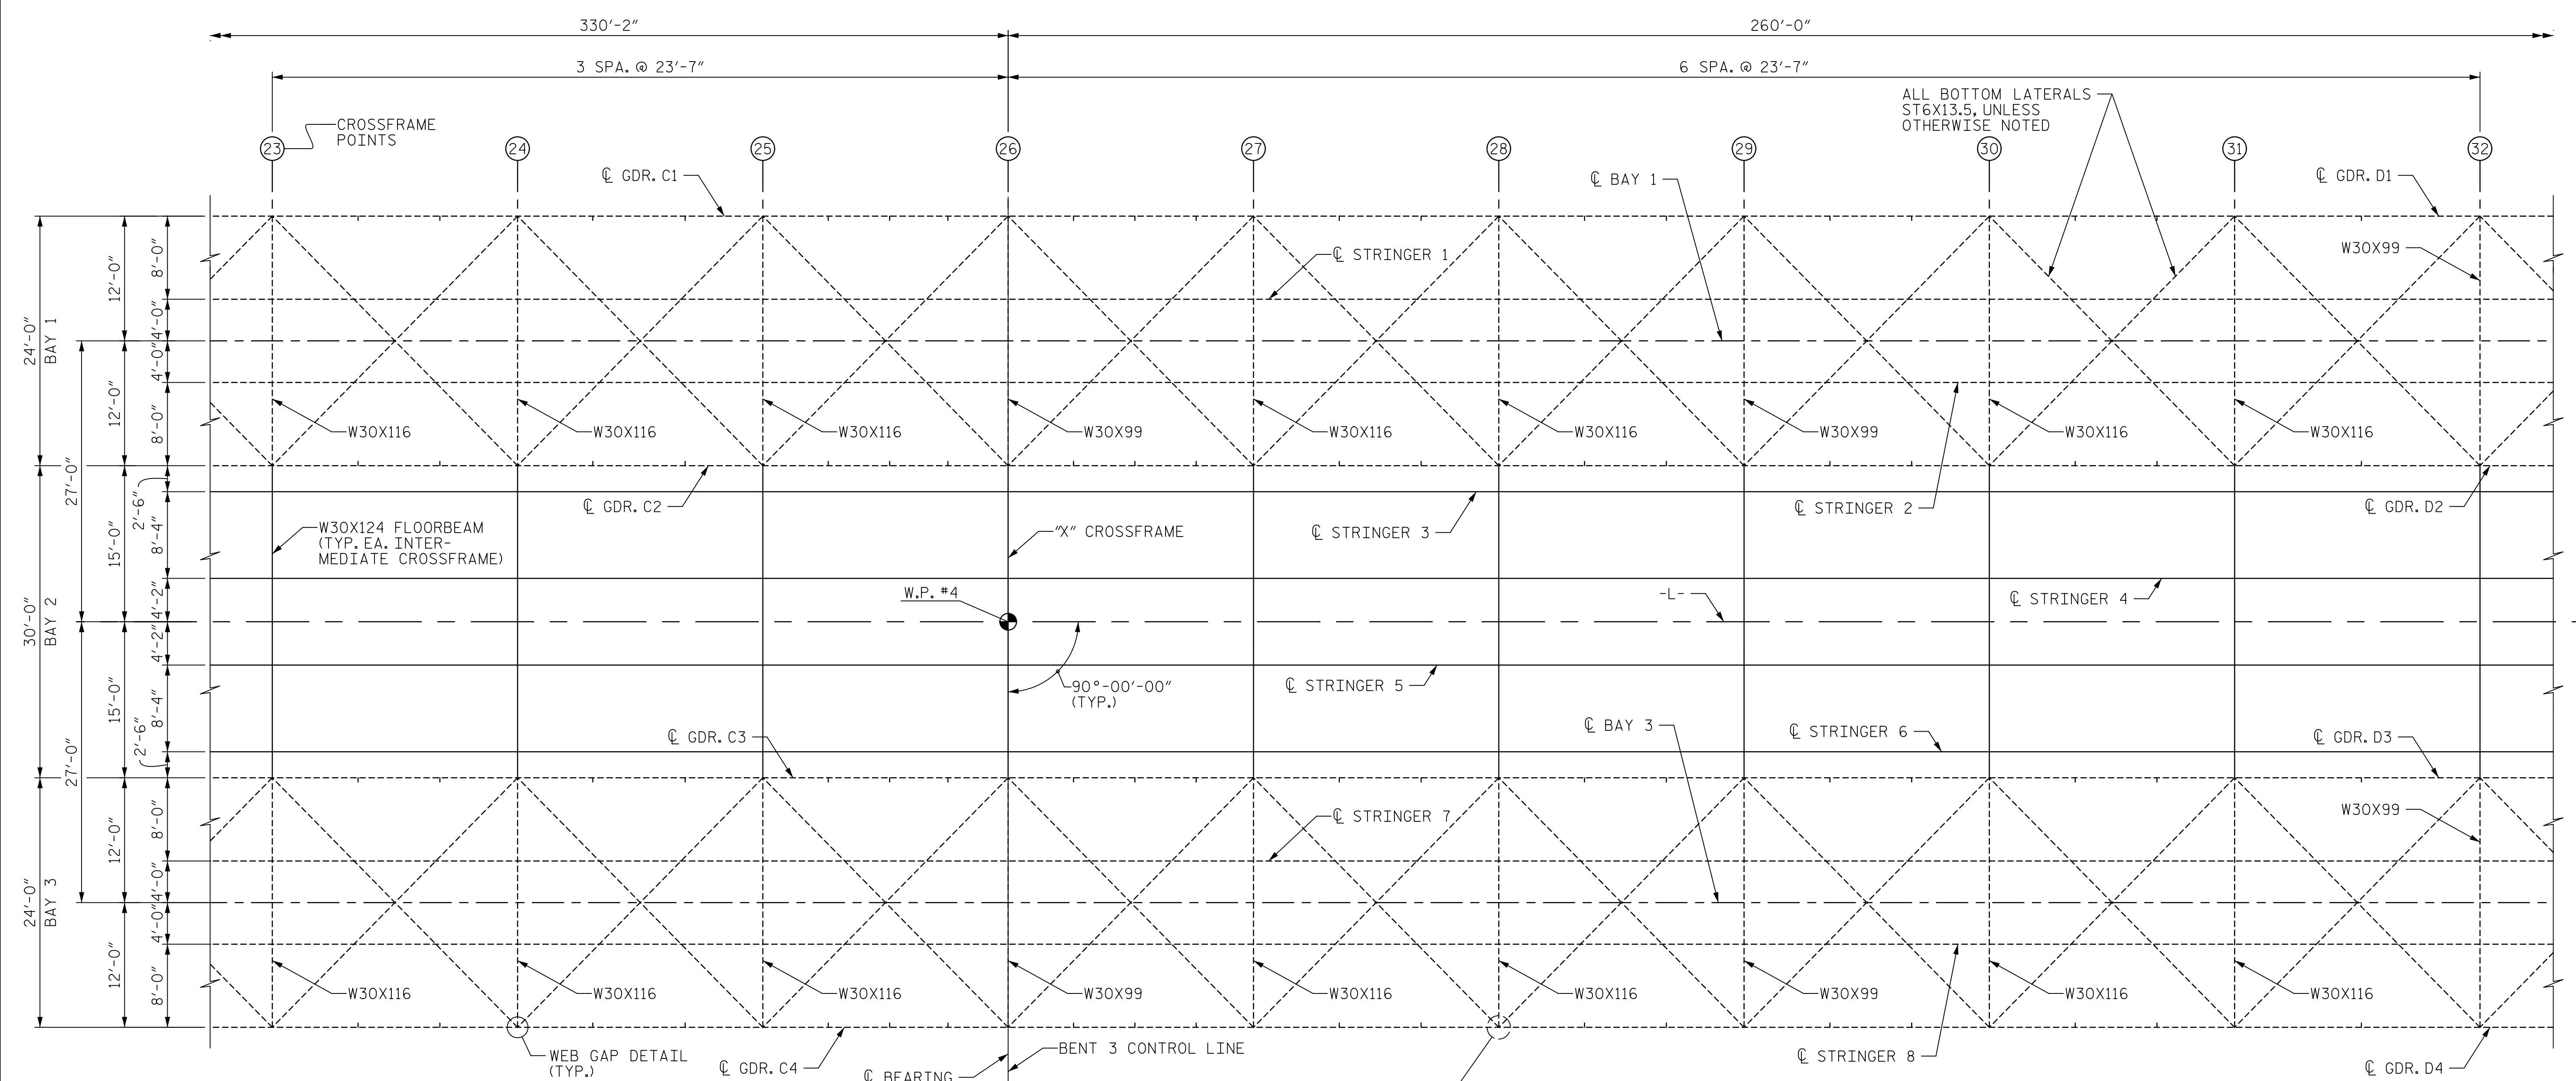 330'-2"
260'-0"
3 SPA. @ 23'-7"
6 SPA. @ 23'-7"
CROSSFRAME
POINTS
ALL BOTTOM LATERALS
ST6X13.5, UNLESS
OTHERWISE NOTED
23
24
25
26
27
28
29
30
31
32
℄ GDR. C1
℄ BAY 1
℄ GDR. D1
℄ STRINGER 1
W30X99
24'-0"
BAY 1
12'-0"
12'-0"
8'-0"
4'-0"
4'-0"
8'-0"
W30X116
W30X116
W30X116
W30X99
W30X116
W30X116
W30X99
W30X116
W30X116
27'-0"
2'-6"
℄ GDR. C2
℄ STRINGER 3
℄ STRINGER 2
℄ GDR. D2
W30X124 FLOORBEAM
(TYP. EA. INTER-
MEDIATE CROSSFRAME)
"X" CROSSFRAME
30'-0"
BAY 2
15'-0"
15'-0"
8'-4"
4'-2"
4'-2"
8'-4"
W.P. #4
-L-
℄ STRINGER 4
90°-00'-00"
(TYP.)
℄ STRINGER 5
27'-0"
2'-6"
℄ GDR. C3
℄ BAY 3
℄ STRINGER 6
℄ GDR. D3
℄ STRINGER 7
W30X99
24'-0"
BAY 3
12'-0"
12'-0"
8'-0"
4'-0"
4'-0"
8'-0"
W30X116
W30X116
W30X116
W30X99
W30X116
W30X116
W30X99
W30X116
W30X116
WEB GAP DETAIL
(TYP.)
℄ GDR. C4
℄ BEARING
BENT 3 CONTROL LINE
℄ STRINGER 8
℄ GDR. D4